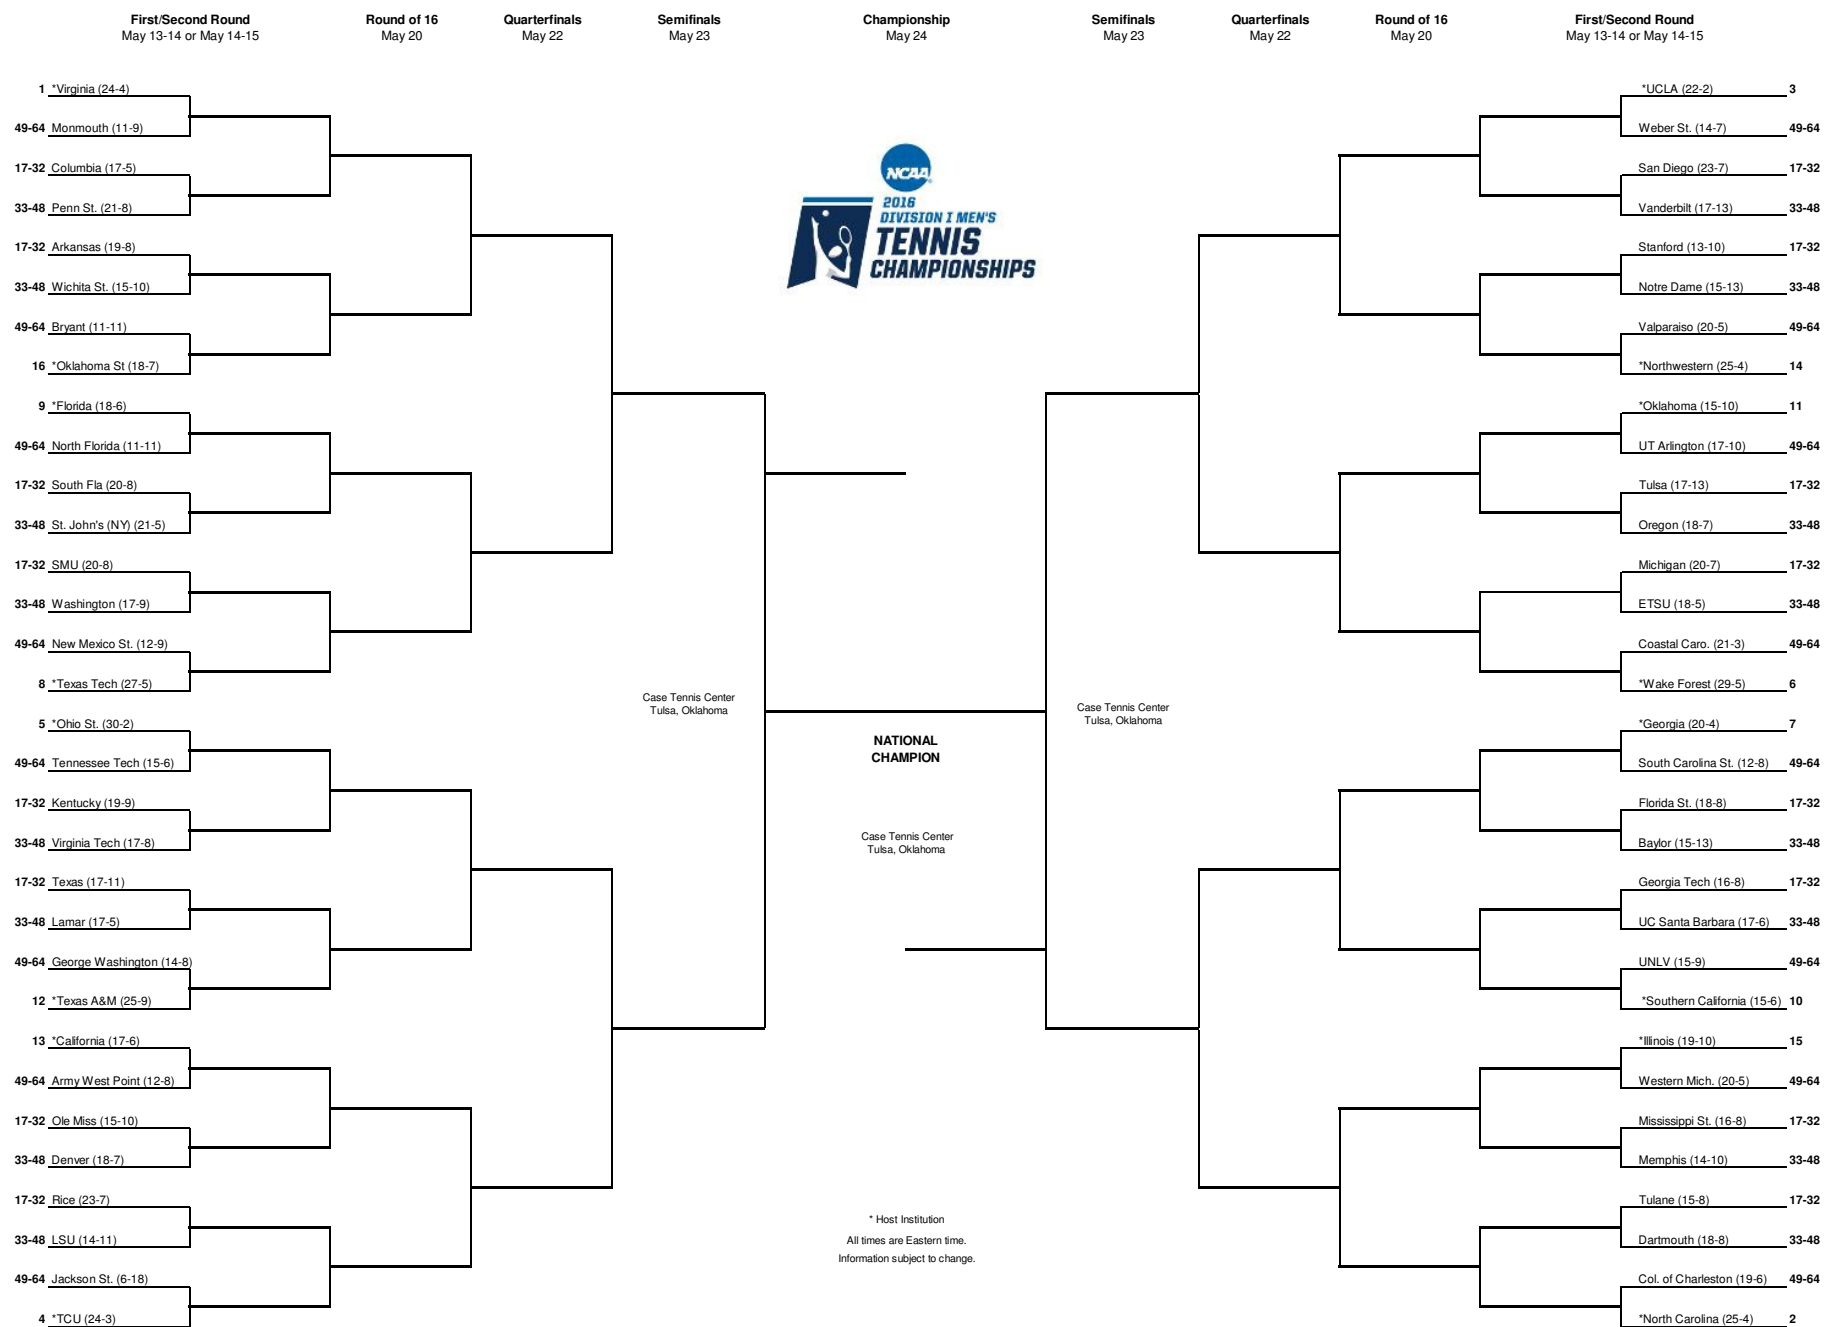 First/Second Round Round of 16 Quarterfinals Semifinals Championship Semifinals Quarterfinals Round of 16 First/Second Round
May 13-14 or May 14-15 May 20 May 22 May 23 May 24 May 23 May 22 May 20 May 13-14 or May 14-15
1 *Virginia (24-4) *UCLA (22-2) 3
49-64 Monmouth (11-9) Weber St. (14-7) 49-64
17-32 Columbia (17-5) San Diego (23-7) 17-32
NCAA
33-48 Penn St. (21-8) Vanderbilt (17-13) 33-48
2016
DIVISION I MEN'S
TENNIS
CHAMPIONSHIPS
17-32 Arkansas (19-8) Stanford (13-10) 17-32
33-48 Wichita St. (15-10) Notre Dame (15-13) 33-48
49-64 Bryant (11-11) Valparaiso (20-5) 49-64
16 *Oklahoma St (18-7) *Northwestern (25-4) 14
9 *Florida (18-6) *Oklahoma (15-10) 11
49-64 North Florida (11-11) UT Arlington (17-10) 49-64
17-32 South Fla (20-8) Tulsa (17-13) 17-32
33-48 St. John's (NY) (21-5) Oregon (18-7) 33-48
17-32 SMU (20-8) Michigan (20-7) 17-32
33-48 Washington (17-9) ETSU (18-5) 33-48
49-64 New Mexico St. (12-9) Coastal Caro. (21-3) 49-64
8 *Texas Tech (27-5) *Wake Forest (29-5) 6
Case Tennis Center Case Tennis Center
Tulsa, Oklahoma Tulsa, Oklahoma
5 *Ohio St. (30-2) *Georgia (20-4) 7
NATIONAL
CHAMPION
49-64 Tennessee Tech (15-6) South Carolina St. (12-8) 49-64
17-32 Kentucky (19-9) Florida St. (18-8) 17-32
33-48 Virginia Tech (17-8) Baylor (15-13) 33-48
Case Tennis Center
Tulsa, Oklahoma
17-32 Texas (17-11) Georgia Tech (16-8) 17-32
33-48 Lamar (17-5) UC Santa Barbara (17-6) 33-48
49-64 George Washington (14-8) UNLV (15-9) 49-64
12 *Texas A&M (25-9) *Southern California (15-6) 10
13 *California (17-6) *Illinois (19-10) 15
49-64 Army West Point (12-8) Western Mich. (20-5) 49-64
17-32 Ole Miss (15-10) Mississippi St. (16-8) 17-32
33-48 Denver (18-7) Memphis (14-10) 33-48
17-32 Rice (23-7) Tulane (15-8) 17-32
* Host Institution
33-48 LSU (14-11) All times are Eastern time. Dartmouth (18-8) 33-48
Information subject to change.
49-64 Jackson St. (6-18) Col. of Charleston (19-6) 49-64
4 *TCU (24-3) *North Carolina (25-4) 2